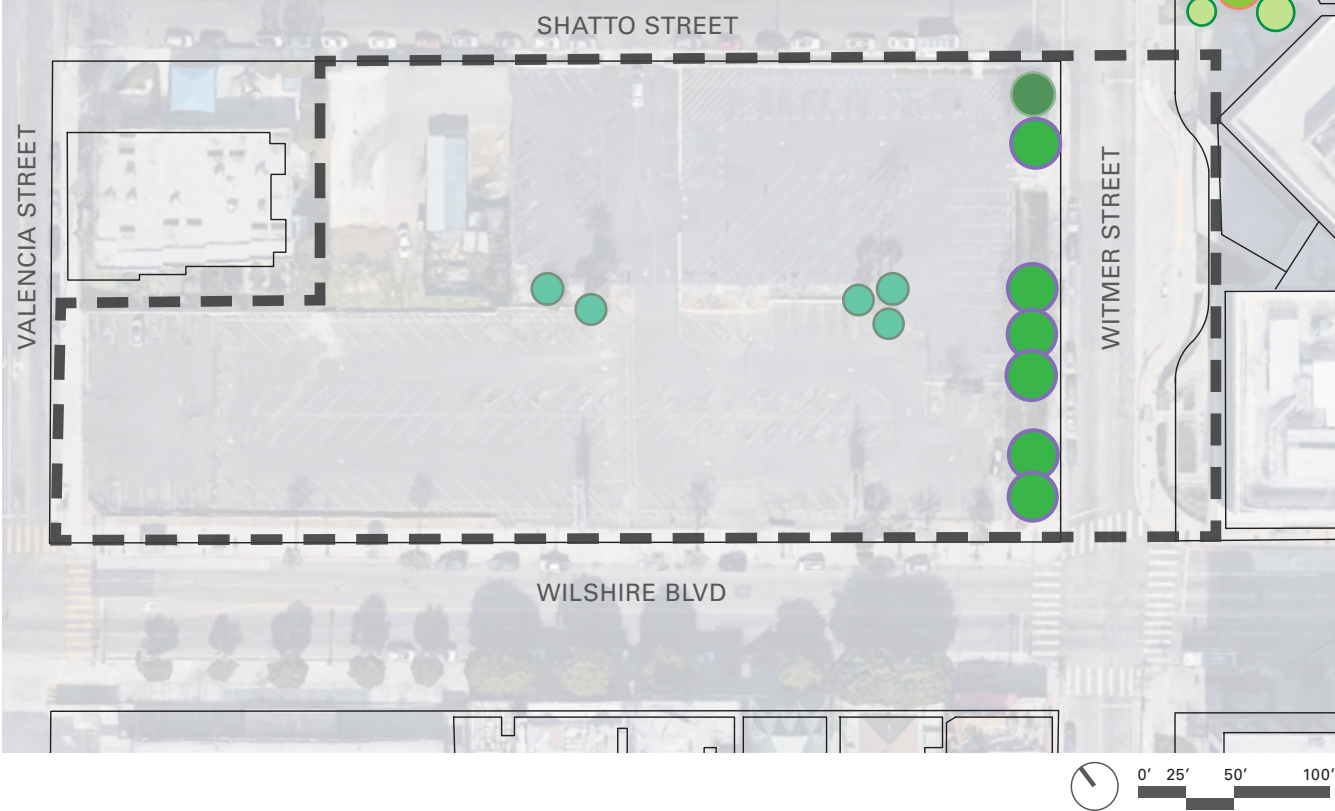 SHATTO STREET
VALENCIA STREET
WITMER STREET
WILSHIRE BLVD
0' 25' 50' 100'